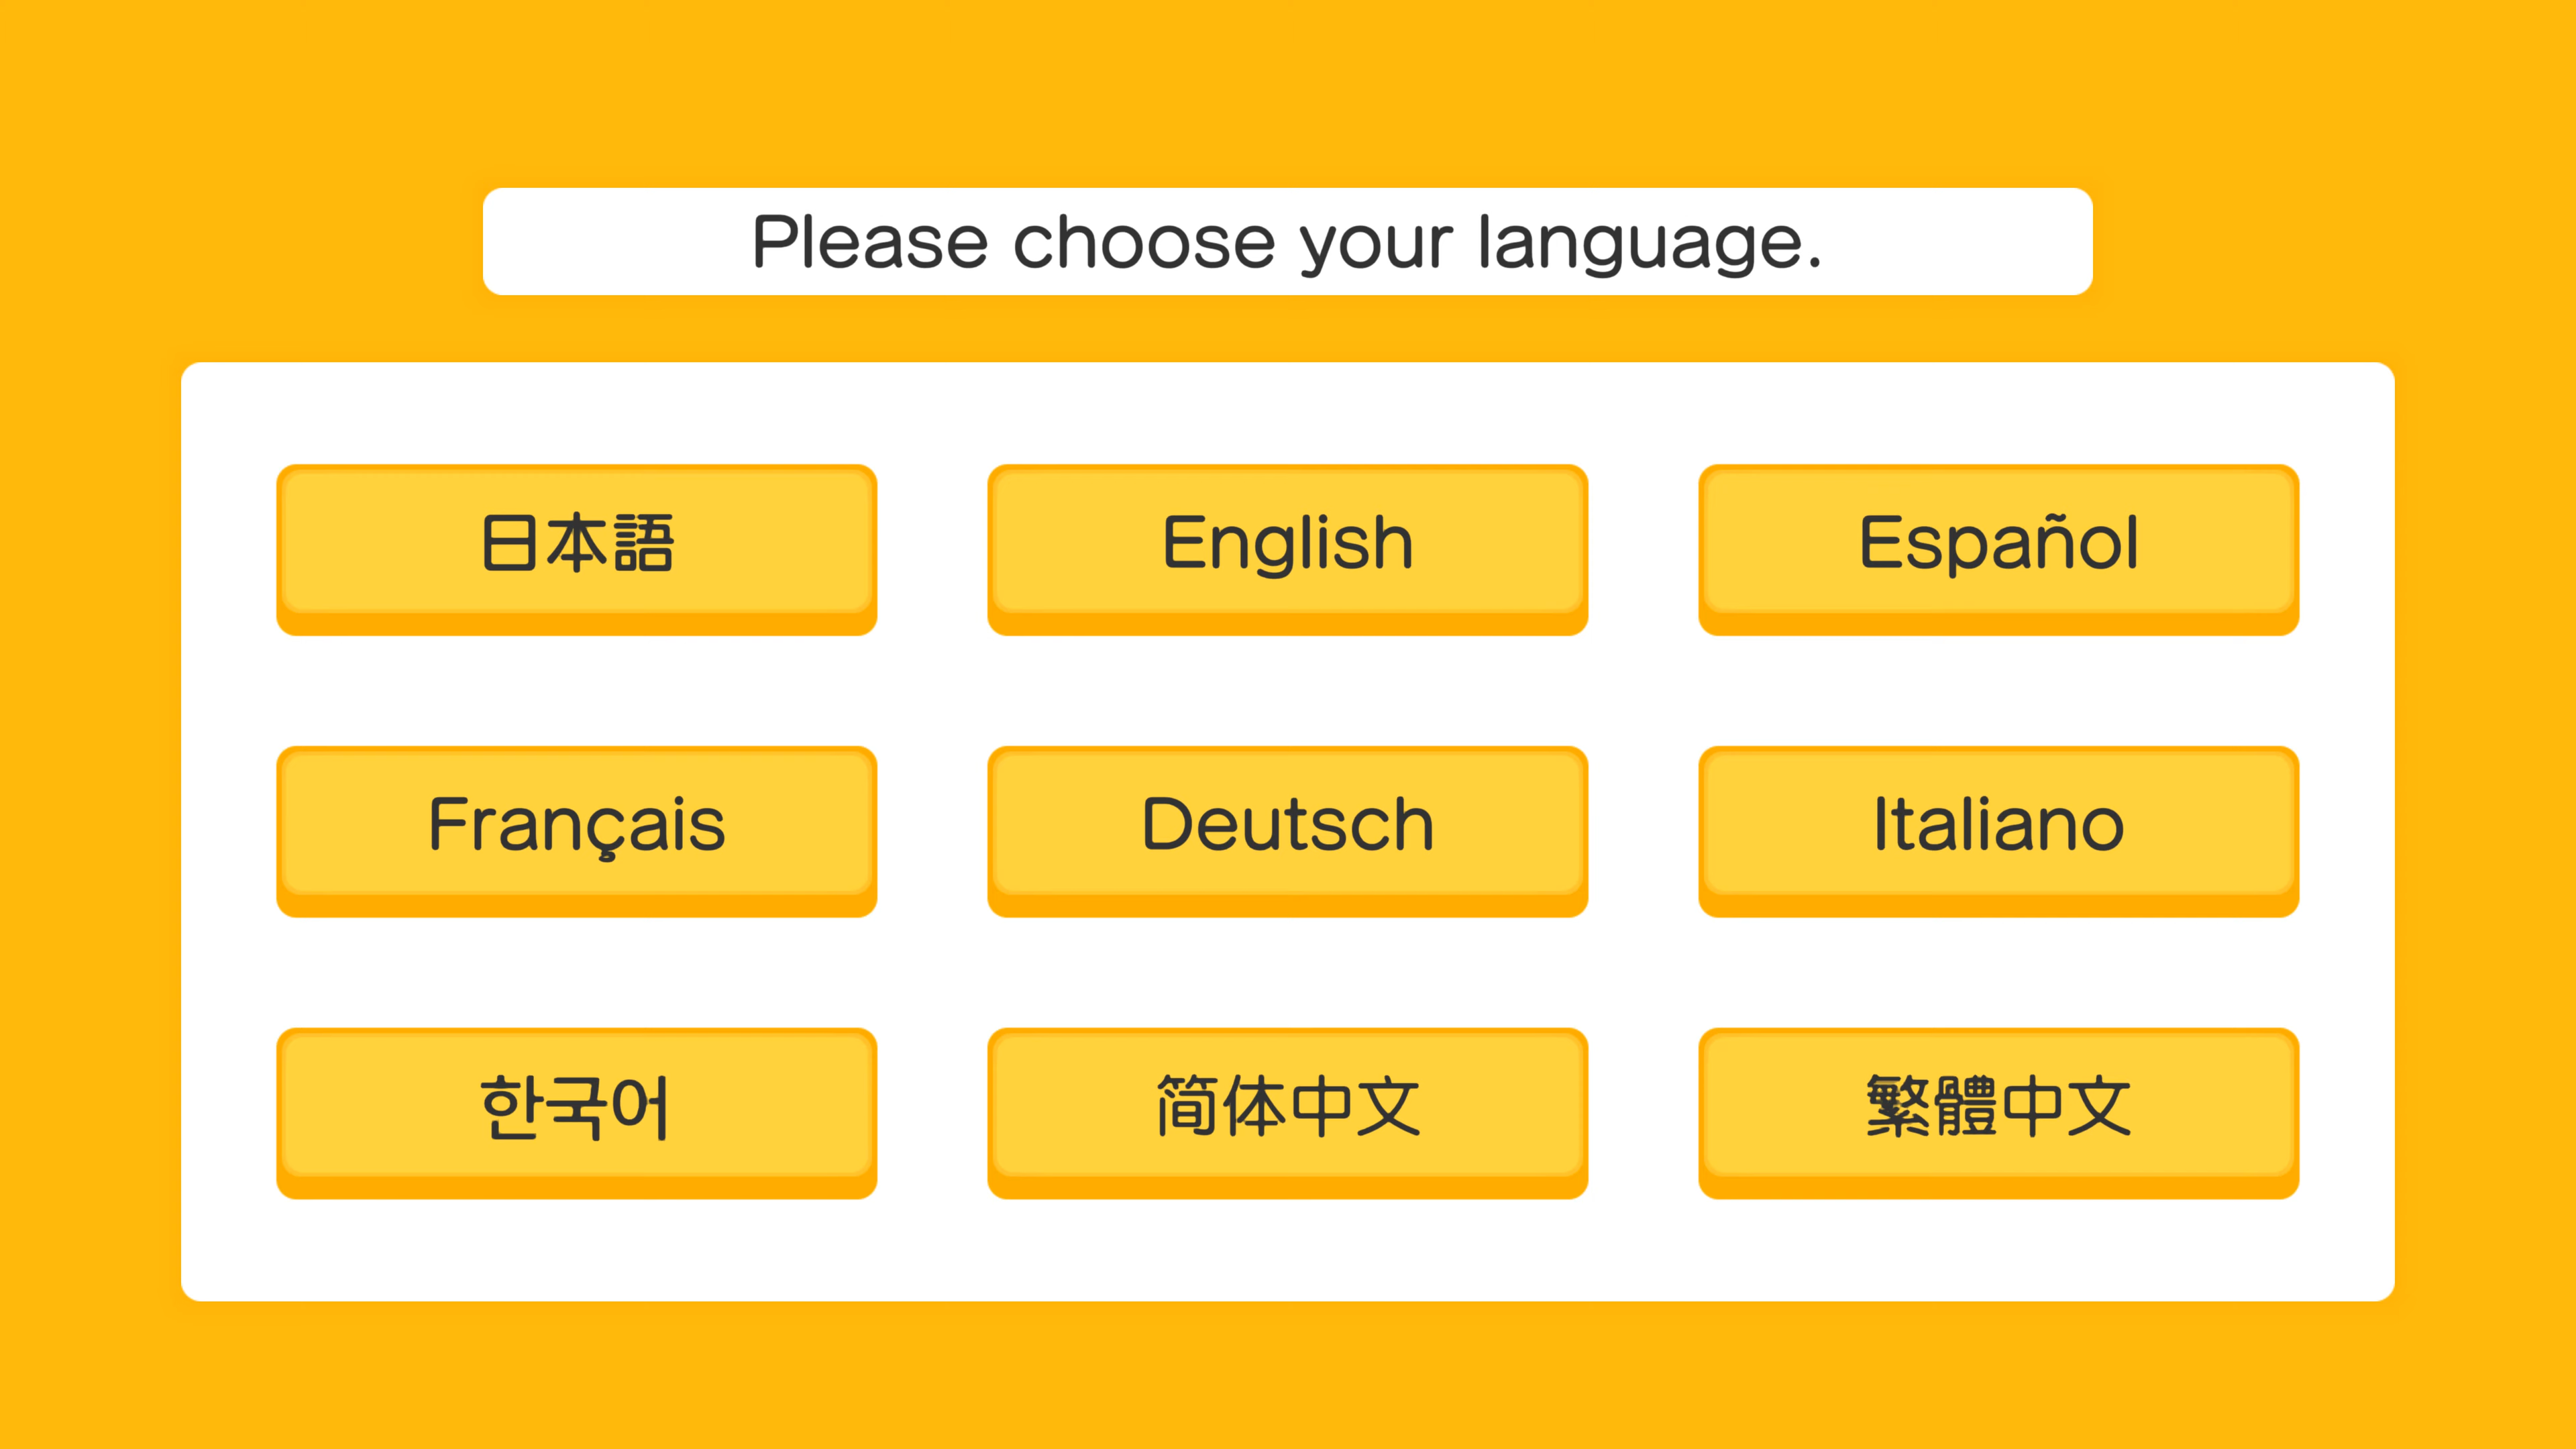 Please choose your language.
日本語
English
Español
Français
Deutsch
Italiano
한국어
简体中文
繁體中文